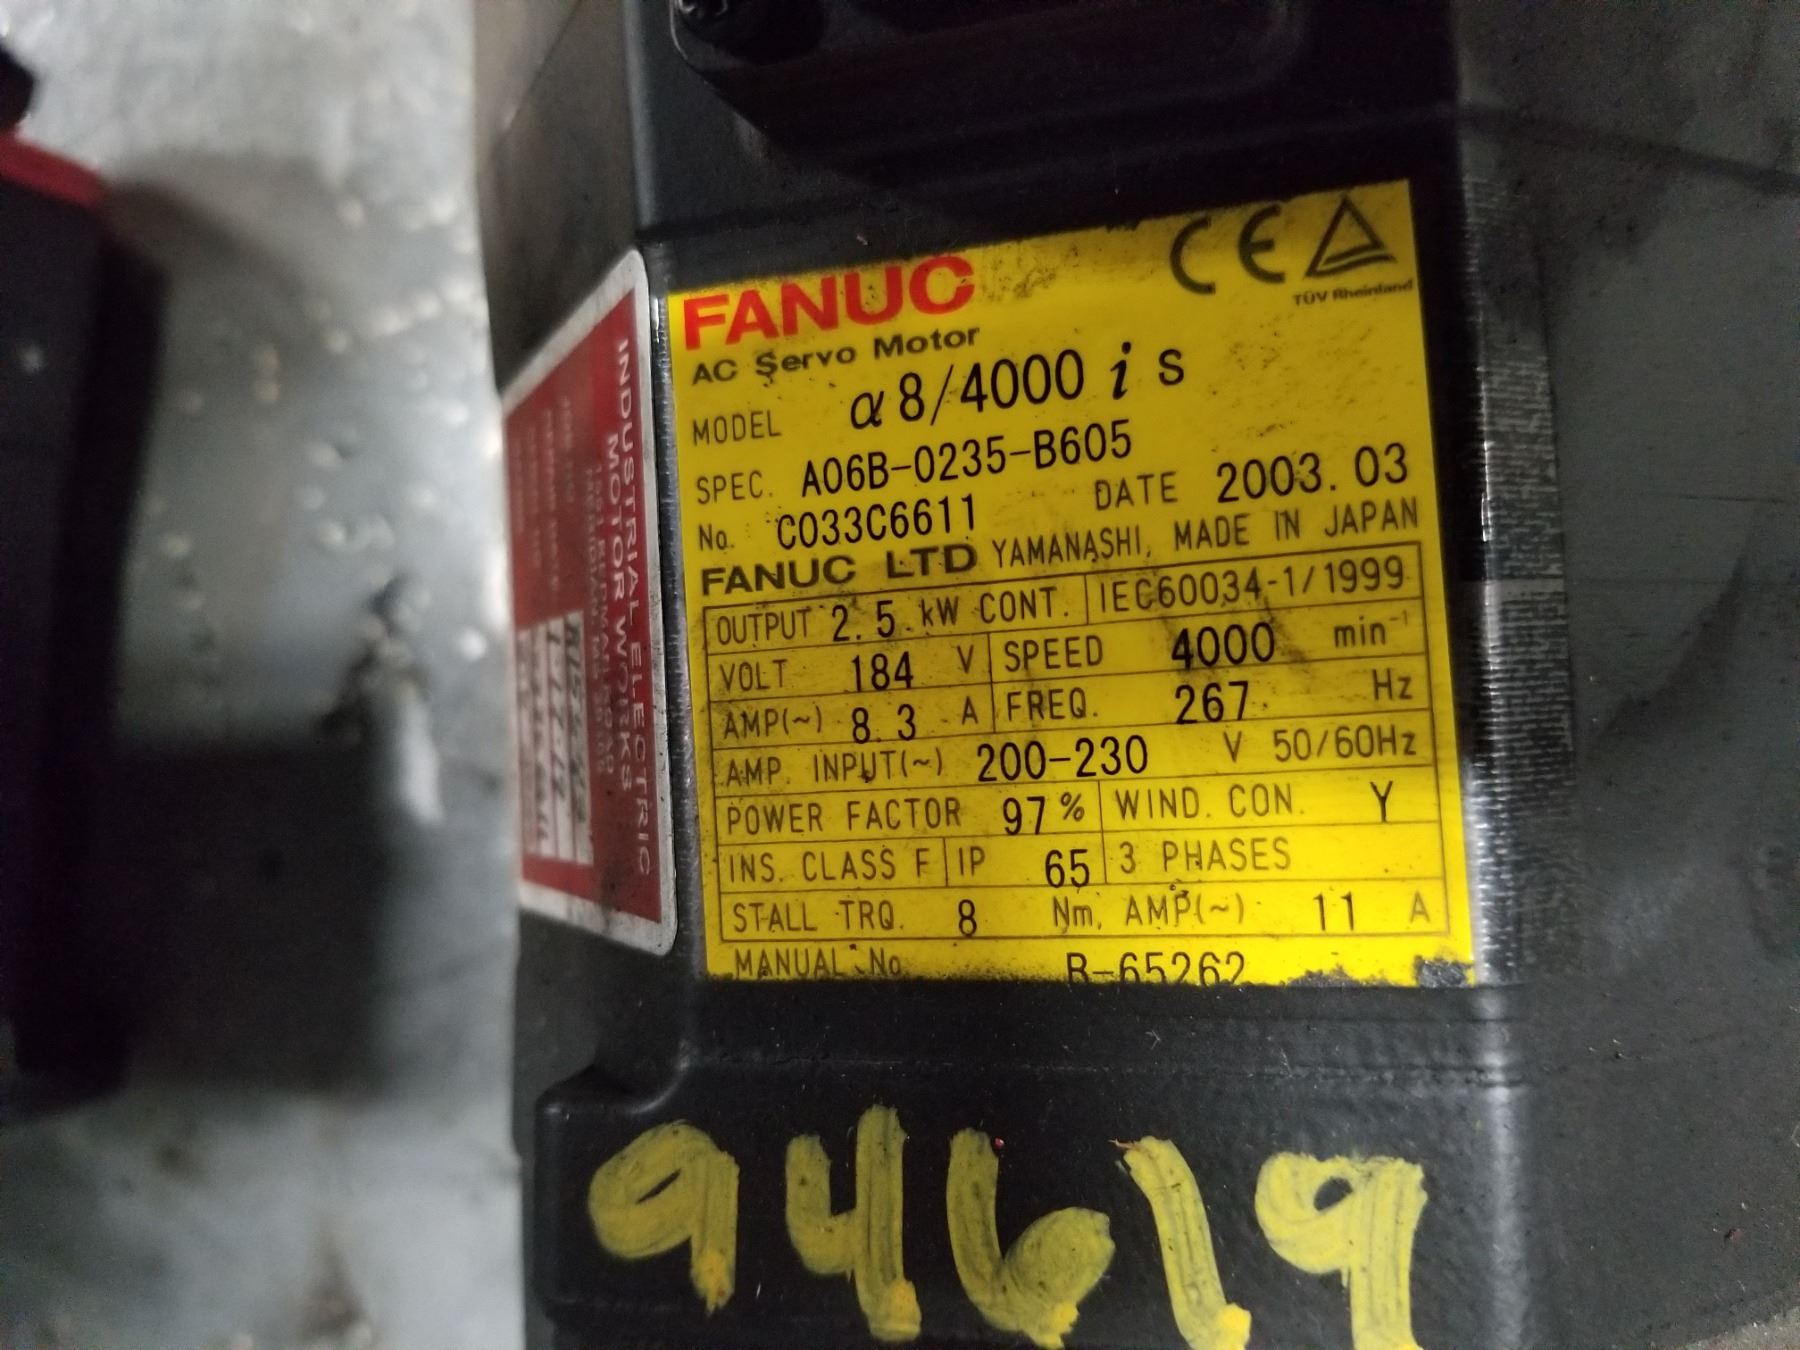 FANUC
CE
TÜV Rheinland
AC Servo Motor
MODEL α8/4000 i s
SPEC. A06B-0235-B605
No. C033C6611 DATE 2003.03
FANUC LTD YAMANASHI, MADE IN JAPAN
OUTPUT 2.5 kW CONT. IEC60034-1/1999
VOLT 184 V SPEED 4000 min⁻¹
AMP(~) 8.3 A FREQ. 267 Hz
AMP. INPUT(~) 200-230 V 50/60Hz
POWER FACTOR 97% WIND. CON. Y
INS. CLASS F IP 65 3 PHASES
STALL TRQ. 8 Nm, AMP(~) 11 A
MANUAL No. B-65262
INDUSTRIAL ELECTRIC
MOTOR WORKS
94619